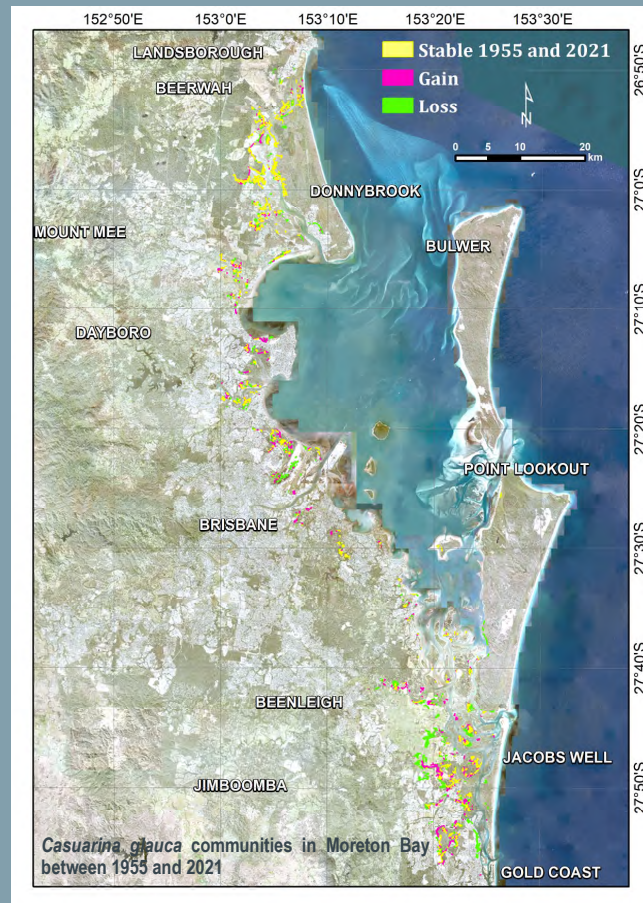 152°50'E 153°0'E 153°10'E 153°20'E 153°30'E
LANDSBOROUGH
BEERWAH
Stable 1955 and 2021
Gain
Loss
N
0 5 10 20
km
26°50'S
DONNYBROOK
27°0'S
MOUNT MEE
BULWER
27°10'S
DAYBORO
27°20'S
POINT LOOKOUT
BRISBANE
27°30'S
27°40'S
BEENLEIGH
JACOBS WELL
JIMBOOMBA
27°50'S
Casuarina glauca communities in Moreton Bay
between 1955 and 2021
GOLD COAST